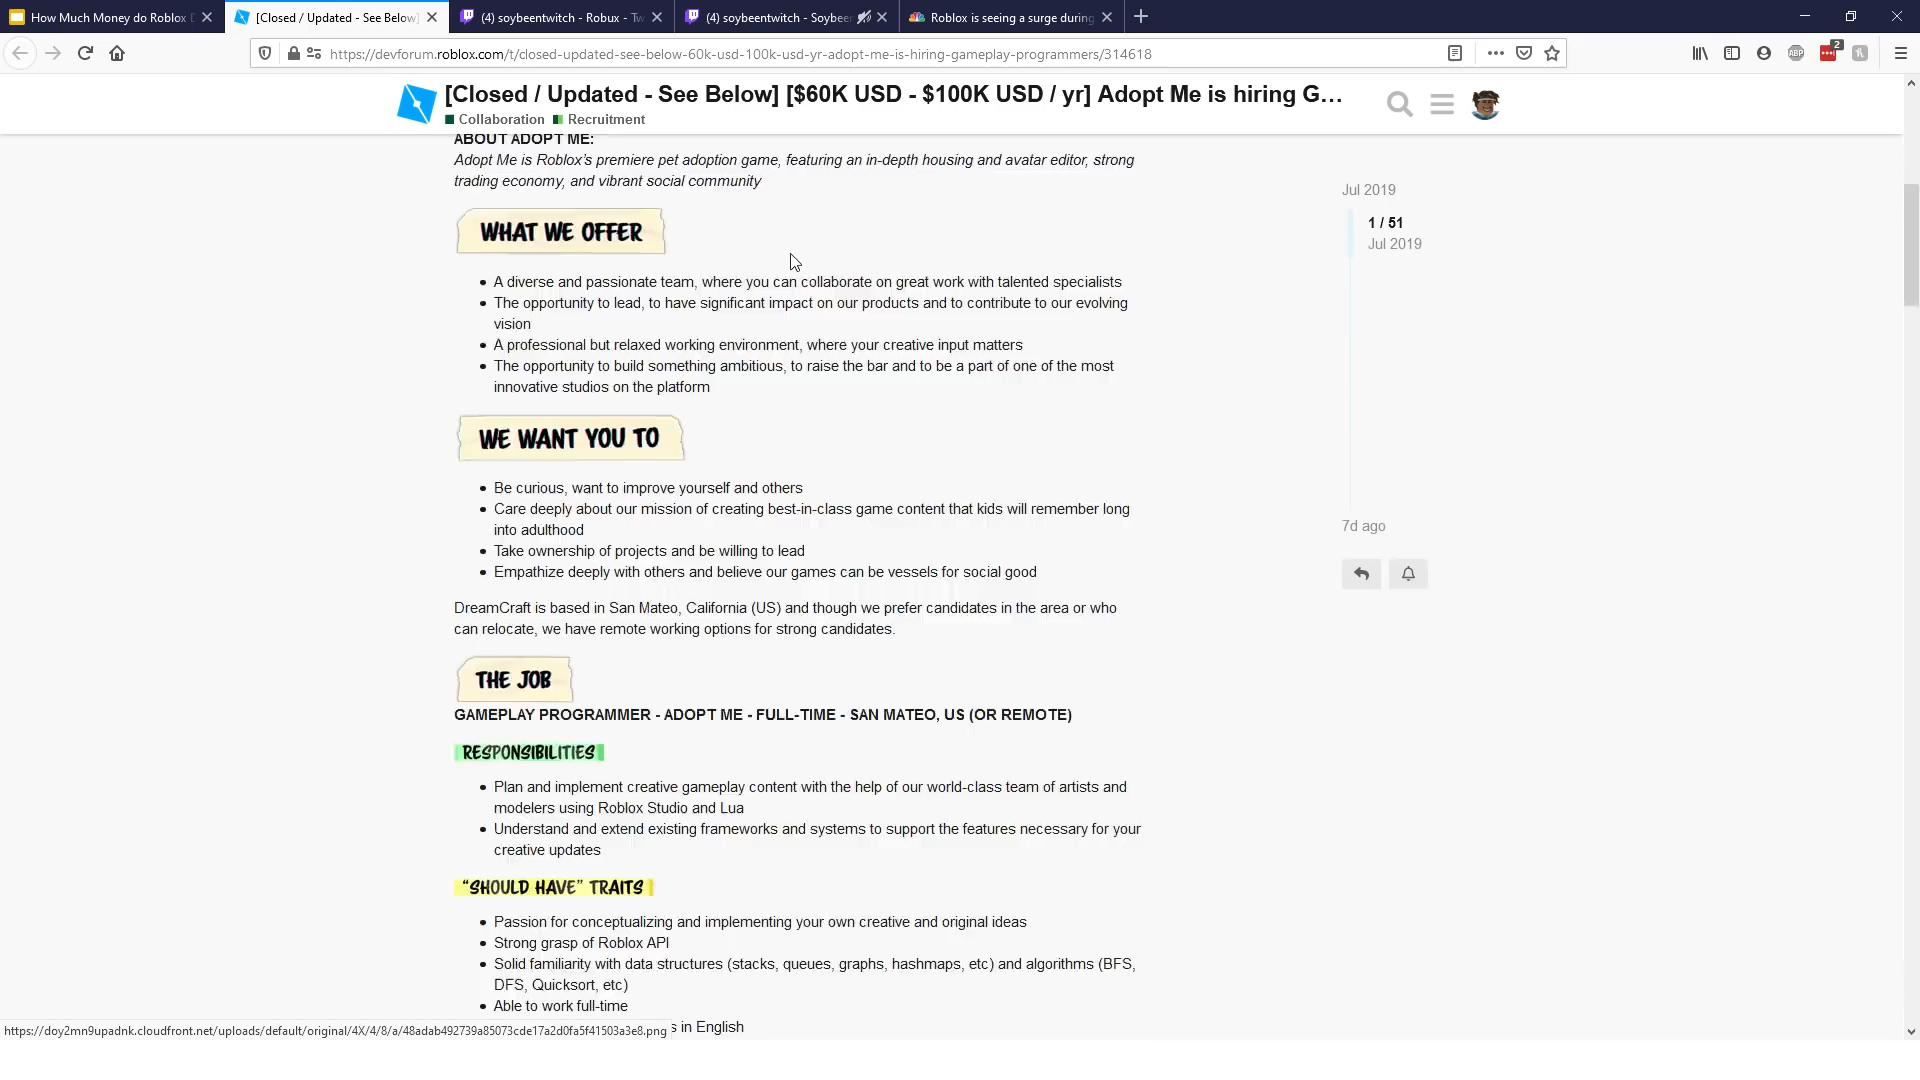 How Much Money do Roblox D
[Closed / Updated - See Below]
(4) soybeentwitch - Robux - Tw
(4) soybeentwitch - Soybeen
Roblox is seeing a surge during
https://devforum.roblox.com/t/closed-updated-see-below-60k-usd-100k-usd-yr-adopt-me-is-hiring-gameplay-programmers/314618
ABP
2
[Closed / Updated - See Below] [$60K USD - $100K USD / yr] Adopt Me is hiring G...
Collaboration Recruitment
ABOUT ADOPT ME:
Adopt Me is Roblox's premiere pet adoption game, featuring an in-depth housing and avatar editor, strong
trading economy, and vibrant social community
WHAT WE OFFER
• A diverse and passionate team, where you can collaborate on great work with talented specialists
• The opportunity to lead, to have significant impact on our products and to contribute to our evolving
vision
• A professional but relaxed working environment, where your creative input matters
• The opportunity to build something ambitious, to raise the bar and to be a part of one of the most
innovative studios on the platform
WE WANT YOU TO
• Be curious, want to improve yourself and others
• Care deeply about our mission of creating best-in-class game content that kids will remember long
into adulthood
• Take ownership of projects and be willing to lead
• Empathize deeply with others and believe our games can be vessels for social good
DreamCraft is based in San Mateo, California (US) and though we prefer candidates in the area or who
can relocate, we have remote working options for strong candidates.
THE JOB
GAMEPLAY PROGRAMMER - ADOPT ME - FULL-TIME - SAN MATEO, US (OR REMOTE)
RESPONSIBILITIES
• Plan and implement creative gameplay content with the help of our world-class team of artists and
modelers using Roblox Studio and Lua
• Understand and extend existing frameworks and systems to support the features necessary for your
creative updates
"SHOULD HAVE" TRAITS
• Passion for conceptualizing and implementing your own creative and original ideas
• Strong grasp of Roblox API
• Solid familiarity with data structures (stacks, queues, graphs, hashmaps, etc) and algorithms (BFS,
DFS, Quicksort, etc)
• Able to work full-time
s in English
https://doy2mn9upadnk.cloudfront.net/uploads/default/original/4X/4/8/a/48adab492739a85073cde17a2d0fa5f41503a3e8.png
Jul 2019
1 / 51
Jul 2019
7d ago